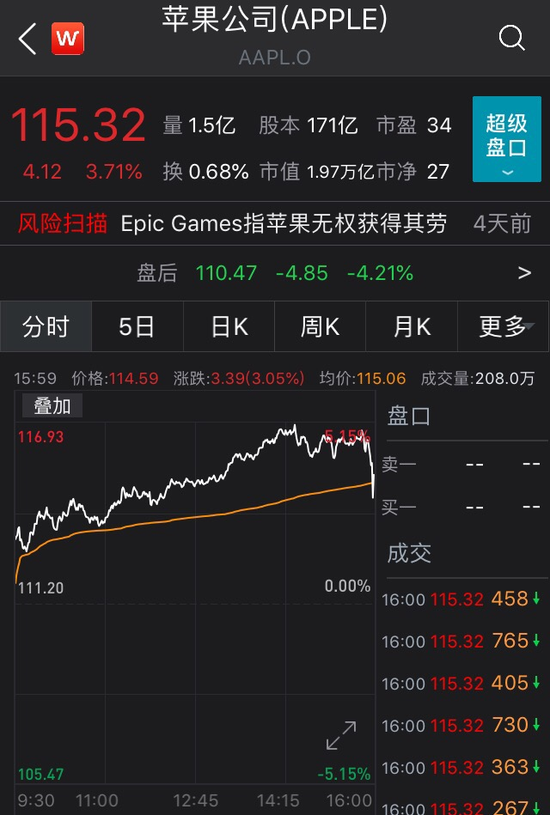 W
苹果公司(APPLE)
AAPL.O
115.32
4.12 3.71%
量 1.5亿 股本 171亿 市盈 34
换 0.68% 市值 1.97万亿 市净 27
超级
盘口
风险扫描 Epic Games指苹果无权获得其劳 4天前
盘后 110.47 -4.85 -4.21% >
分时 5日 日K 周K 月K 更多
15:59 价格:114.59 涨跌:3.39(3.05%) 均价:115.06 成交量:208.0万
叠加
116.93 5.15%
111.20 0.00%
105.47 -5.15%
9:30 11:00 12:45 14:15 16:00
盘口
卖一 -- --
买一 -- --
成交
16:00 115.32 458↓
16:00 115.32 765↓
16:00 115.32 405↓
16:00 115.32 730↓
16:00 115.32 363↓
16:00 115.32 267↓